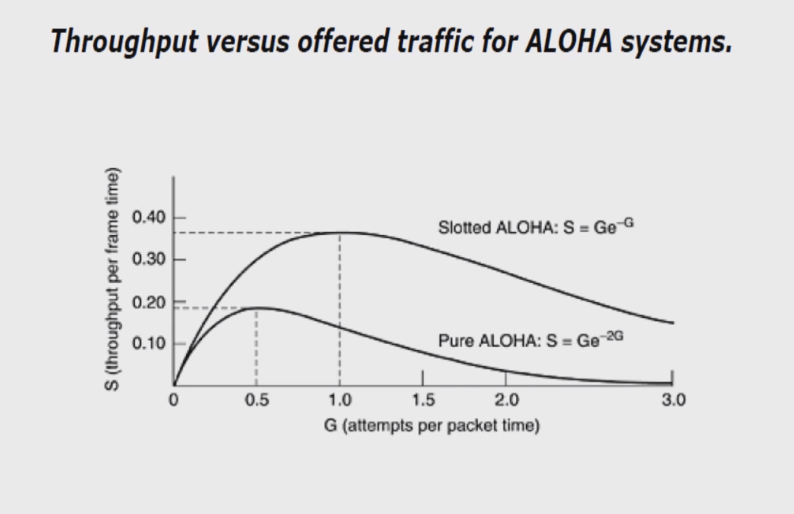 Throughput versus offered traffic for ALOHA systems.
S (throughput per frame time)
0.40
0.30
0.20
0.10
Slotted ALOHA: S = Ge⁻ᴳ
Pure ALOHA: S = Ge⁻²ᴳ
0 0.5 1.0 1.5 2.0 3.0
G (attempts per packet time)